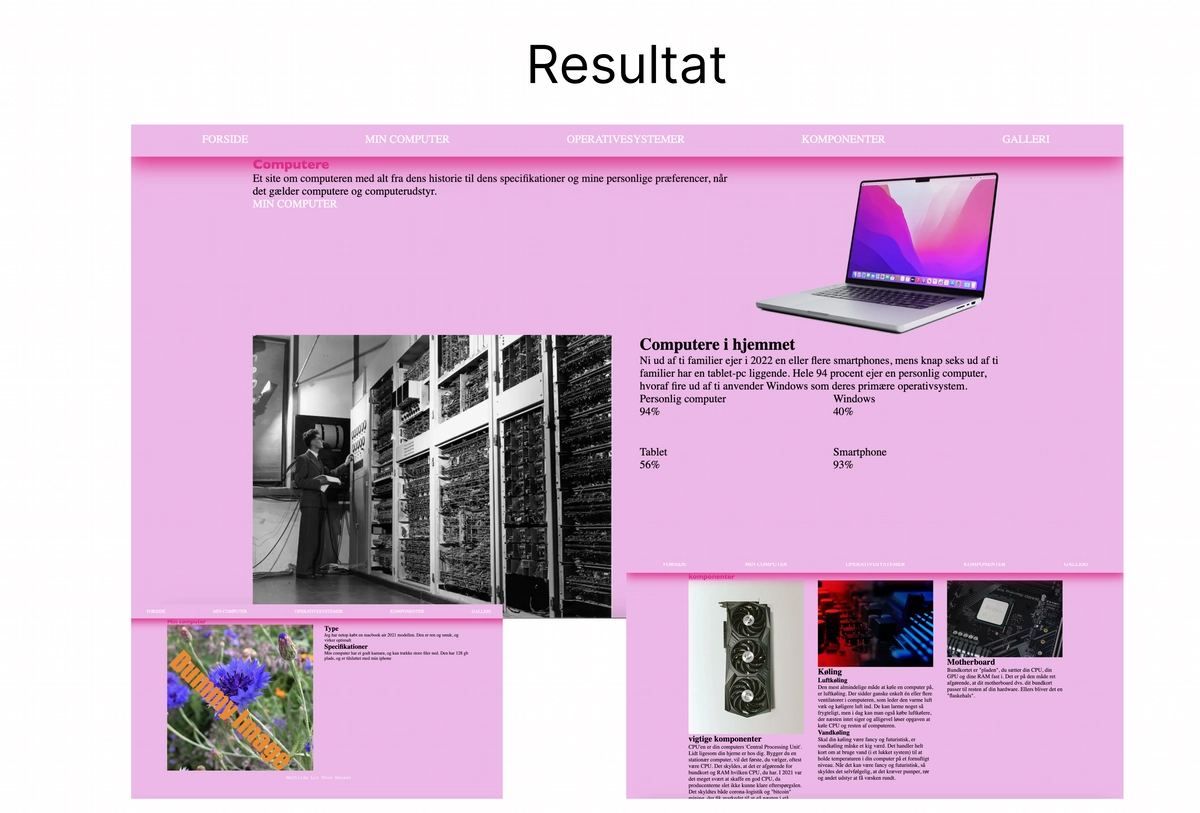 Resultat
FORSIDE MIN COMPUTER OPERATIVESYSTEMER KOMPONENTER GALLERI
Computere
Et site om computeren med alt fra dens historie til dens specifikationer og mine personlige præferencer, når
det gælder computere og computerudstyr.
MIN COMPUTER
Computere i hjemmet
Ni ud af ti familier ejer i 2022 en eller flere smartphones, mens knap seks ud af ti
familier har en tablet-pc liggende. Hele 94 procent ejer en personlig computer,
hvoraf fire ud af ti anvender Windows som deres primære operativsystem.
Personlig computer Windows
94% 40%
Tablet Smartphone
56% 93%
FORSIDE MIN COMPUTER OPERATIVESYSTEMER KOMPONENTER GALLERI
Min computer
Dummy Image
Type
Jeg har netop købt en macbook air 2021 modellen. Den er ren og smuk, og
virker optimalt
Specifikationer
Min computer har et godt kamara, og kan trække store filer ned. Den har 128 gb
plads, og er tilsluttet med min iphone
FORSIDE MIN COMPUTER OPERATIVESYSTEMER KOMPONENTER GALLERI
komponenter
vigtige komponenter
CPU'en er din computers 'Central Processing Unit'.
Lidt ligesom din hjerne er hos dig. Bygger du en
stationær computer, vil det første, du vælger, oftest
være CPU. Det skyldes, at det er afgørende for
bundkort og RAM hvilken CPU, du har. I 2021 var
det meget svært at skaffe en god CPU, da
producenterne slet ikke kunne klare efterspørgslen.
Det skyldtes både corona-logistik og "bitcoin"
Køling
Luftkøling
Den mest almindelige måde at køle en computer på,
er luftkøling. Der sidder ganske enkelt én eller flere
ventilatorer i computeren, som leder den varme luft
væk og køligere luft ind. De kan larme noget så
frygteligt, men i dag kan man også købe luftkølere,
der næsten intet siger og alligevel løser opgaven at
køle CPU og resten af computeren.
Vandkøling
Skal din køling være fancy og futuristisk, er
vandkøling måske et kig værd. Det handler helt
kort om at bruge vand (i et lukket system) til at
holde temperaturen i din computer på et fornuftigt
niveau. Når det kan være fancy og futuristisk, så
skyldes det selvfølgelig, at det kræver pumper, rør
og andet udstyr at få væsken rundt.
Motherboard
Bundkortet er "pladen", du sætter din CPU, din
GPU og dine RAM fast i. Det er på den måde ret
afgørende, at dit motherboard dvs. dit bundkort
passer til resten af din hardware. Ellers bliver det en
"flaskehals".